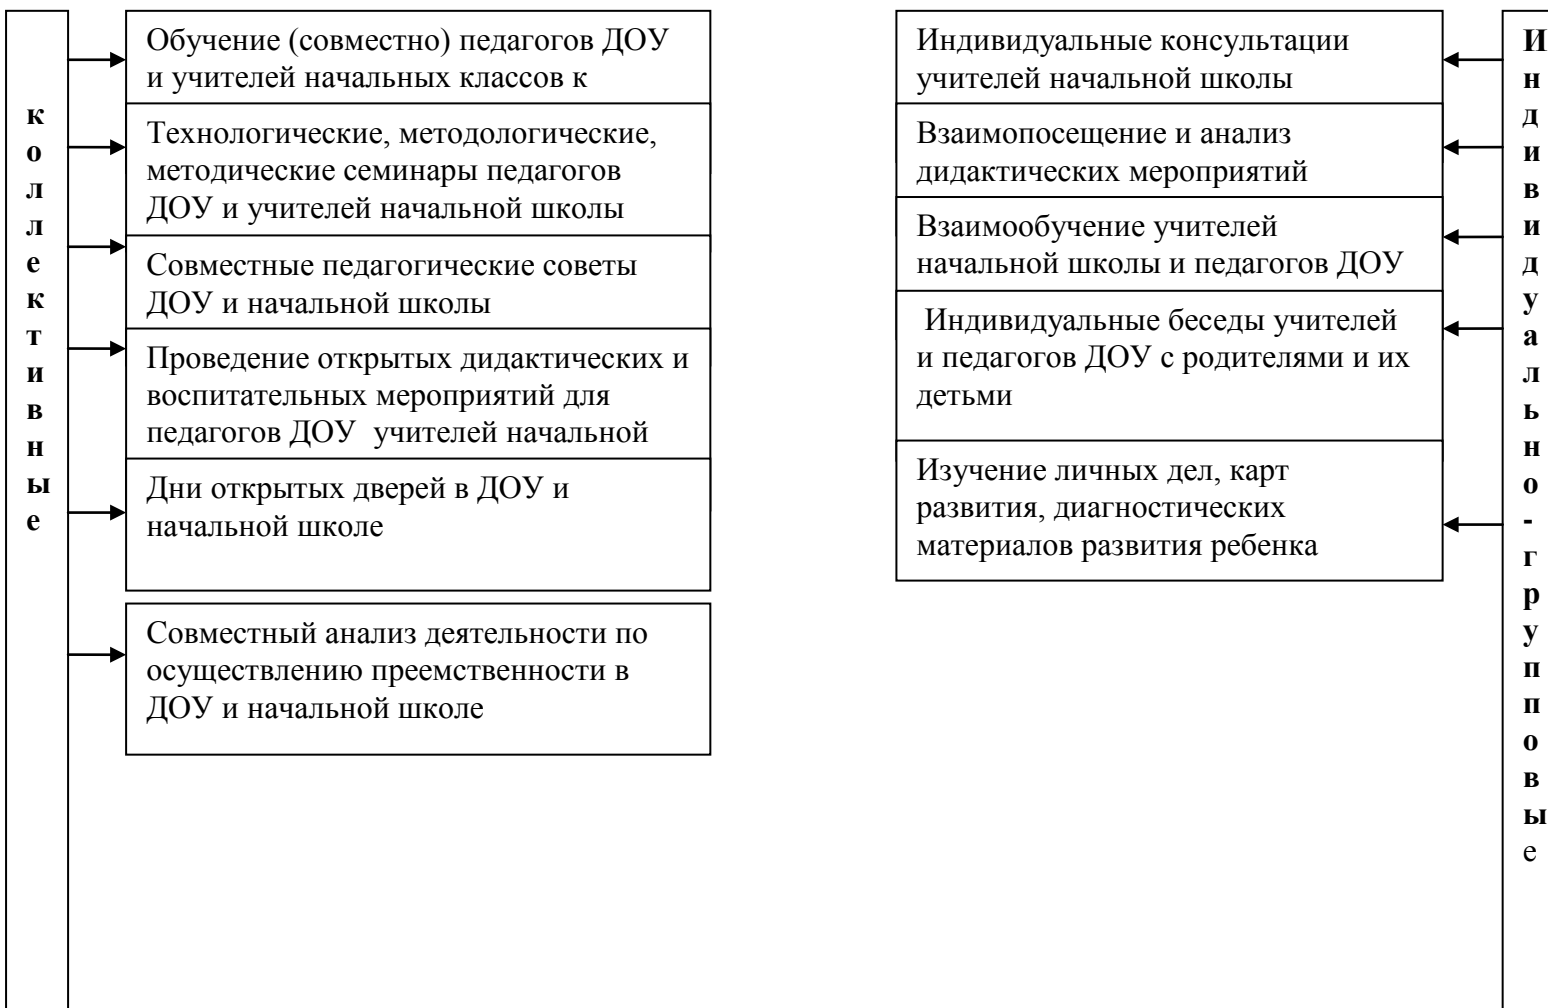 коллективные
Обучение (совместно) педагогов ДОУ
и учителей начальных классов к
Технологические, методологические,
методические семинары педагогов
ДОУ и учителей начальной школы
Совместные педагогические советы
ДОУ и начальной школы
Проведение открытых дидактических и
воспитательных мероприятий для
педагогов ДОУ учителей начальной
Дни открытых дверей в ДОУ и
начальной школе
Совместный анализ деятельности по
осуществлению преемственности в
ДОУ и начальной школе
Индивидуальные консультации
учителей начальной школы
Взаимопосещение и анализ
дидактических мероприятий
Взаимообучение учителей
начальной школы и педагогов ДОУ
Индивидуальные беседы учителей
и педагогов ДОУ с родителями и их
детьми
Изучение личных дел, карт
развития, диагностических
материалов развития ребенка
Индивидуально-групповые